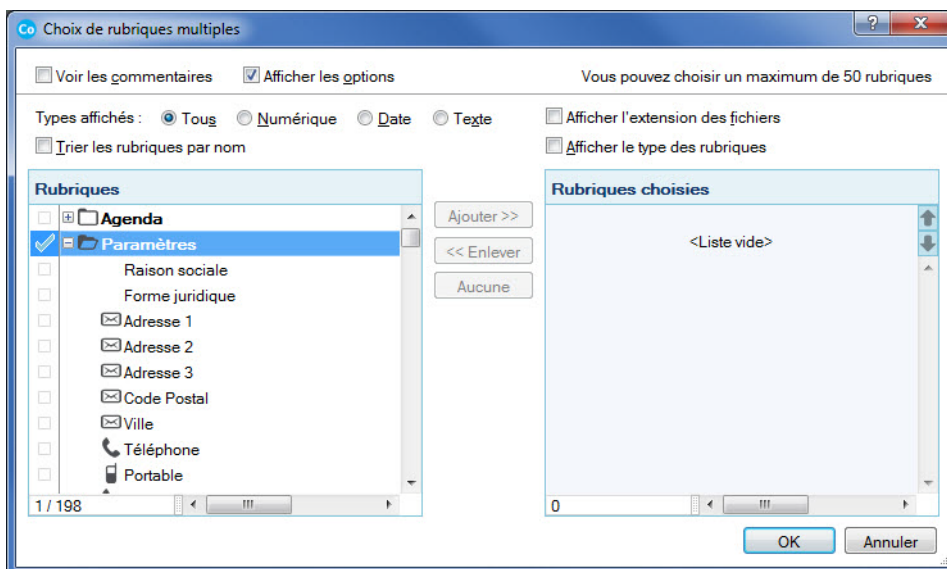 Co Choix de rubriques multiples
?
Voir les commentaires Afficher les options Vous pouvez choisir un maximum de 50 rubriques
Types affichés : Tous Numérique Date Texte
Afficher l'extension des fichiers
Trier les rubriques par nom
Afficher le type des rubriques
Rubriques
Agenda
Paramètres
Raison sociale
Forme juridique
Adresse 1
Adresse 2
Adresse 3
Code Postal
Ville
Téléphone
Portable
1 / 198
Ajouter >>
<< Enlever
Aucune
Rubriques choisies
<Liste vide>
0
OK Annuler